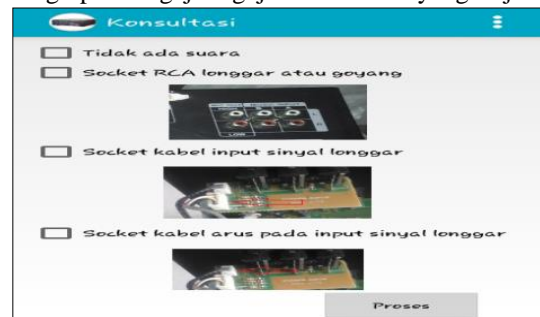 Konsultasi
Tidak ada suara
Socket RCA longgar atau goyang
LOW
Socket kabel input sinyal longgar
Socket kabel arus pada input sinyal longgar
Proses